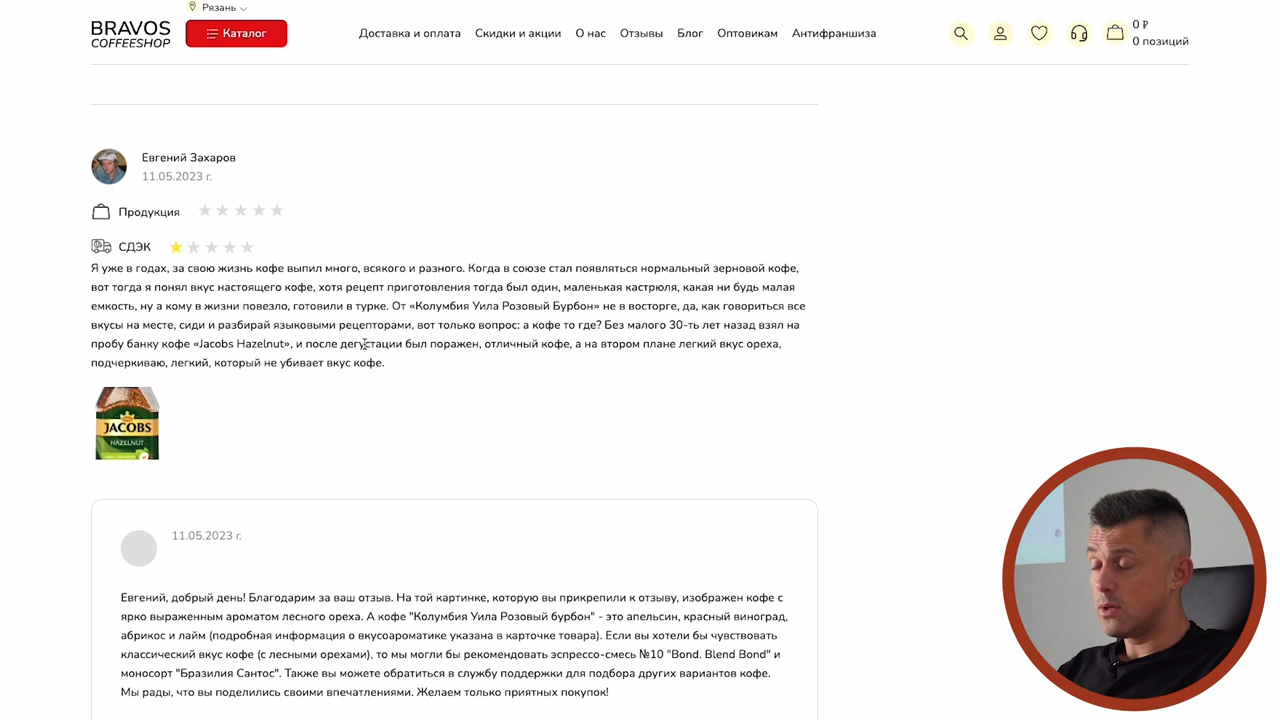 Рязань
BRAVOS
COFFEESHOP
Каталог
Доставка и оплата
Скидки и акции
О нас
Отзывы
Блог
Оптовикам
Антифраншиза
0 ₽
0 позиций
Евгений Захаров
11.05.2023 г.
Продукция
СДЭК
Я уже в годах, за свою жизнь кофе выпил много, всякого и разного. Когда в союзе стал появляться нормальный зерновой кофе,
вот тогда я понял вкус настоящего кофе, хотя рецепт приготовления тогда был один, маленькая кастрюля, какая ни будь малая
емкость, ну а кому в жизни повезло, готовили в турке. От «Колумбия Уила Розовый Бурбон» не в восторге, да, как говориться все
вкусы на месте, сиди и разбирай языковыми рецепторами, вот только вопрос: а кофе то где? Без малого 30-ть лет назад взял на
пробу банку кофе «Jacobs Hazelnut», и после дегустации был поражен, отличный кофе, а на втором плане легкий вкус ореха,
подчеркиваю, легкий, который не убивает вкус кофе.
JACOBS
HAZELNUT
11.05.2023 г.
Евгений, добрый день! Благодарим за ваш отзыв. На той картинке, которую вы прикрепили к отзыву, изображен кофе с
ярко выраженным ароматом лесного ореха. А кофе "Колумбия Уила Розовый бурбон" - это апельсин, красный виноград,
абрикос и лайм (подробная информация о вкусоароматике указана в карточке товара). Если вы хотели бы чувствовать
классический вкус кофе (с лесными орехами), то мы могли бы рекомендовать эспрессо-смесь №10 "Bond. Blend Bond" и
моносорт "Бразилия Сантос". Также вы можете обратиться в службу поддержки для подбора других вариантов кофе.
Мы рады, что вы поделились своими впечатлениями. Желаем только приятных покупок!